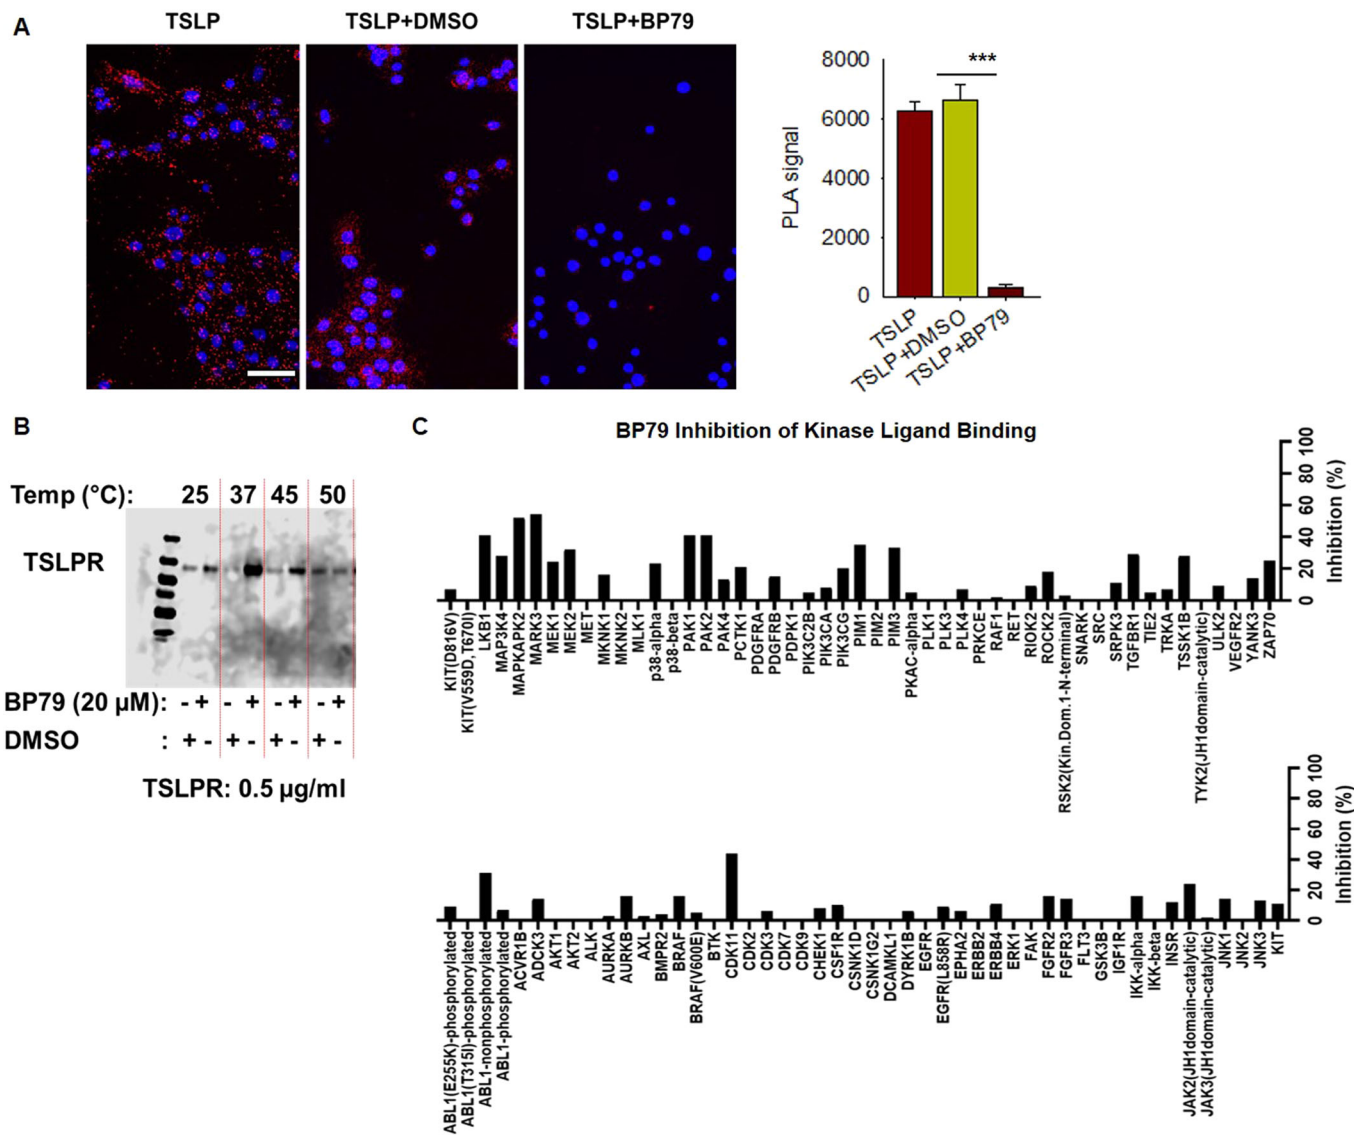 A
TSLP
TSLP+DMSO
TSLP+BP79
PLA signal
8000
6000
4000
2000
0
***
TSLP
TSLP+DMSO
TSLP+BP79
B
Temp (°C): 25 37 45 50
TSLPR
BP79 (20 µM): - + - + - + - +
DMSO : + - + - + - + -
TSLPR: 0.5 µg/ml
C
BP79 Inhibition of Kinase Ligand Binding
0 20 40 60 80 100
Inhibition (%)
KIT(D816V)
KIT(V559D, T670I)
LKB1
MAP3K4
MAPKAPK2
MARK3
MEK1
MEK2
MET
MKNK1
MKNK2
MLK1
p38-alpha
p38-beta
PAK1
PAK2
PAK4
PCTK1
PDGFRA
PDGFRB
PDPK1
PIK3C2B
PIK3CA
PIK3CG
PIM1
PIM2
PIM3
PKAC-alpha
PLK1
PLK3
PLK4
PRKCE
RAF1
RET
RIOK2
ROCK2
RSK2(Kin.Dom.1-N-terminal)
SNARK
SRC
SRPK3
TGFBR1
TIE2
TRKA
TSSK1B
TYK2(JH1domain-catalytic)
ULK2
VEGFR2
YANK3
ZAP70
0 20 40 60 80 100
Inhibition (%)
ABL1(E255K)-phosphorylated
ABL1(T315I)-phosphorylated
ABL1-nonphosphorylated
ABL1-phosphorylated
ACVR1B
ADCK3
AKT1
AKT2
ALK
AURKA
AURKB
AXL
BMPR2
BRAF
BRAF(V600E)
BTK
CDK11
CDK2
CDK3
CDK7
CDK9
CHEK1
CSF1R
CSNK1D
CSNK1G2
DCAMKL1
DYRK1B
EGFR
EGFR(L858R)
EPHA2
ERBB2
ERBB4
ERK1
FAK
FGFR2
FGFR3
FLT3
GSK3B
IGF1R
IKK-alpha
IKK-beta
INSR
JAK2(JH1domain-catalytic)
JAK3(JH1domain-catalytic)
JNK1
JNK2
JNK3
KIT